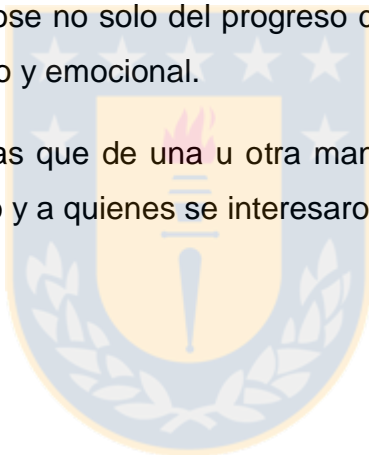 ose no solo del progreso
o y emocional.
as que de una u otra man
o y a quienes se interesaro